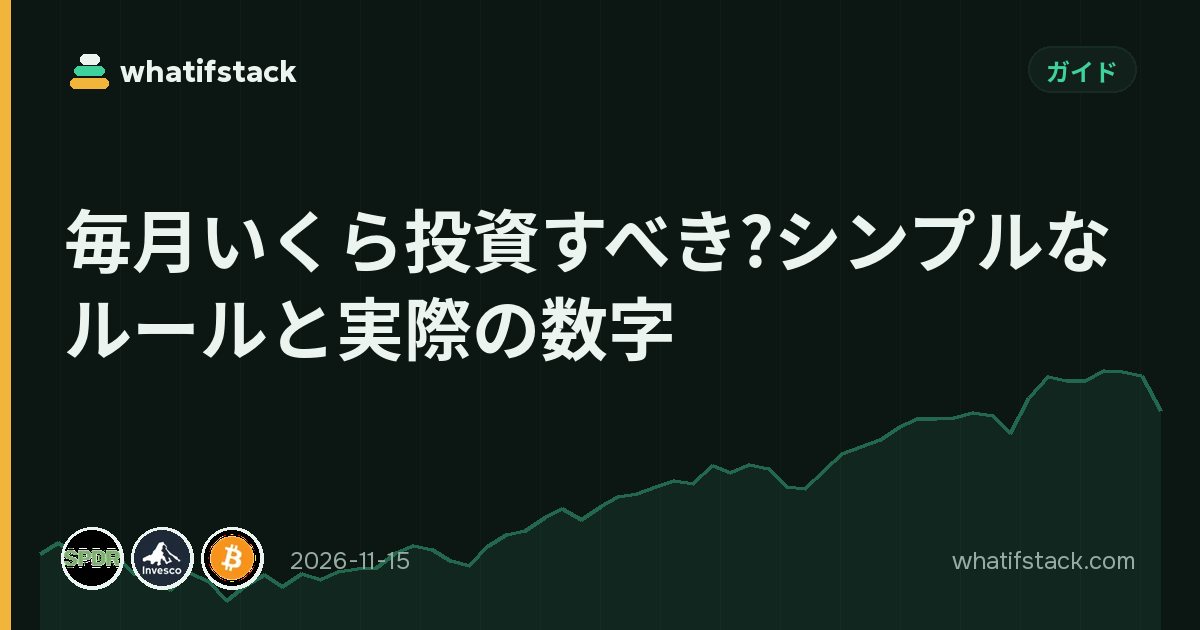 whatifstack
ガイド
毎月いくら投資すべき?シンプルな
ルールと実際の数字
SPDR
Invesco
2026-11-15
whatifstack.com